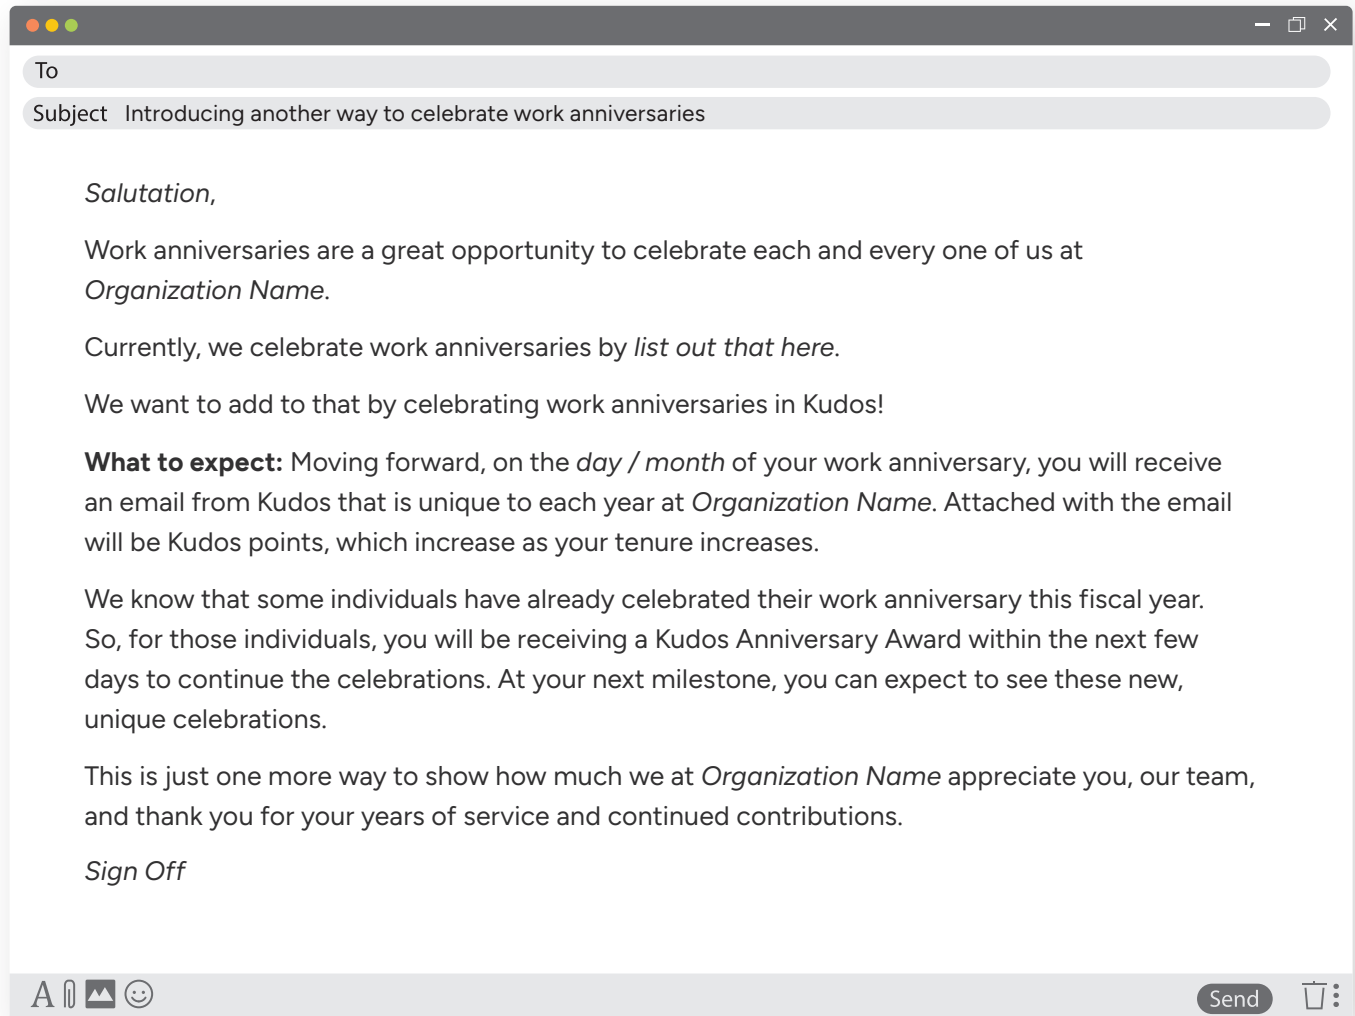 To
Subject Introducing another way to celebrate work anniversaries
Salutation,
Work anniversaries are a great opportunity to celebrate each and every one of us at
Organization Name.
Currently, we celebrate work anniversaries by list out that here.
We want to add to that by celebrating work anniversaries in Kudos!
What to expect: Moving forward, on the day / month of your work anniversary, you will receive
an email from Kudos that is unique to each year at Organization Name. Attached with the email
will be Kudos points, which increase as your tenure increases.
We know that some individuals have already celebrated their work anniversary this fiscal year.
So, for those individuals, you will be receiving a Kudos Anniversary Award within the next few
days to continue the celebrations. At your next milestone, you can expect to see these new,
unique celebrations.
This is just one more way to show how much we at Organization Name appreciate you, our team,
and thank you for your years of service and continued contributions.
Sign Off
A
Send